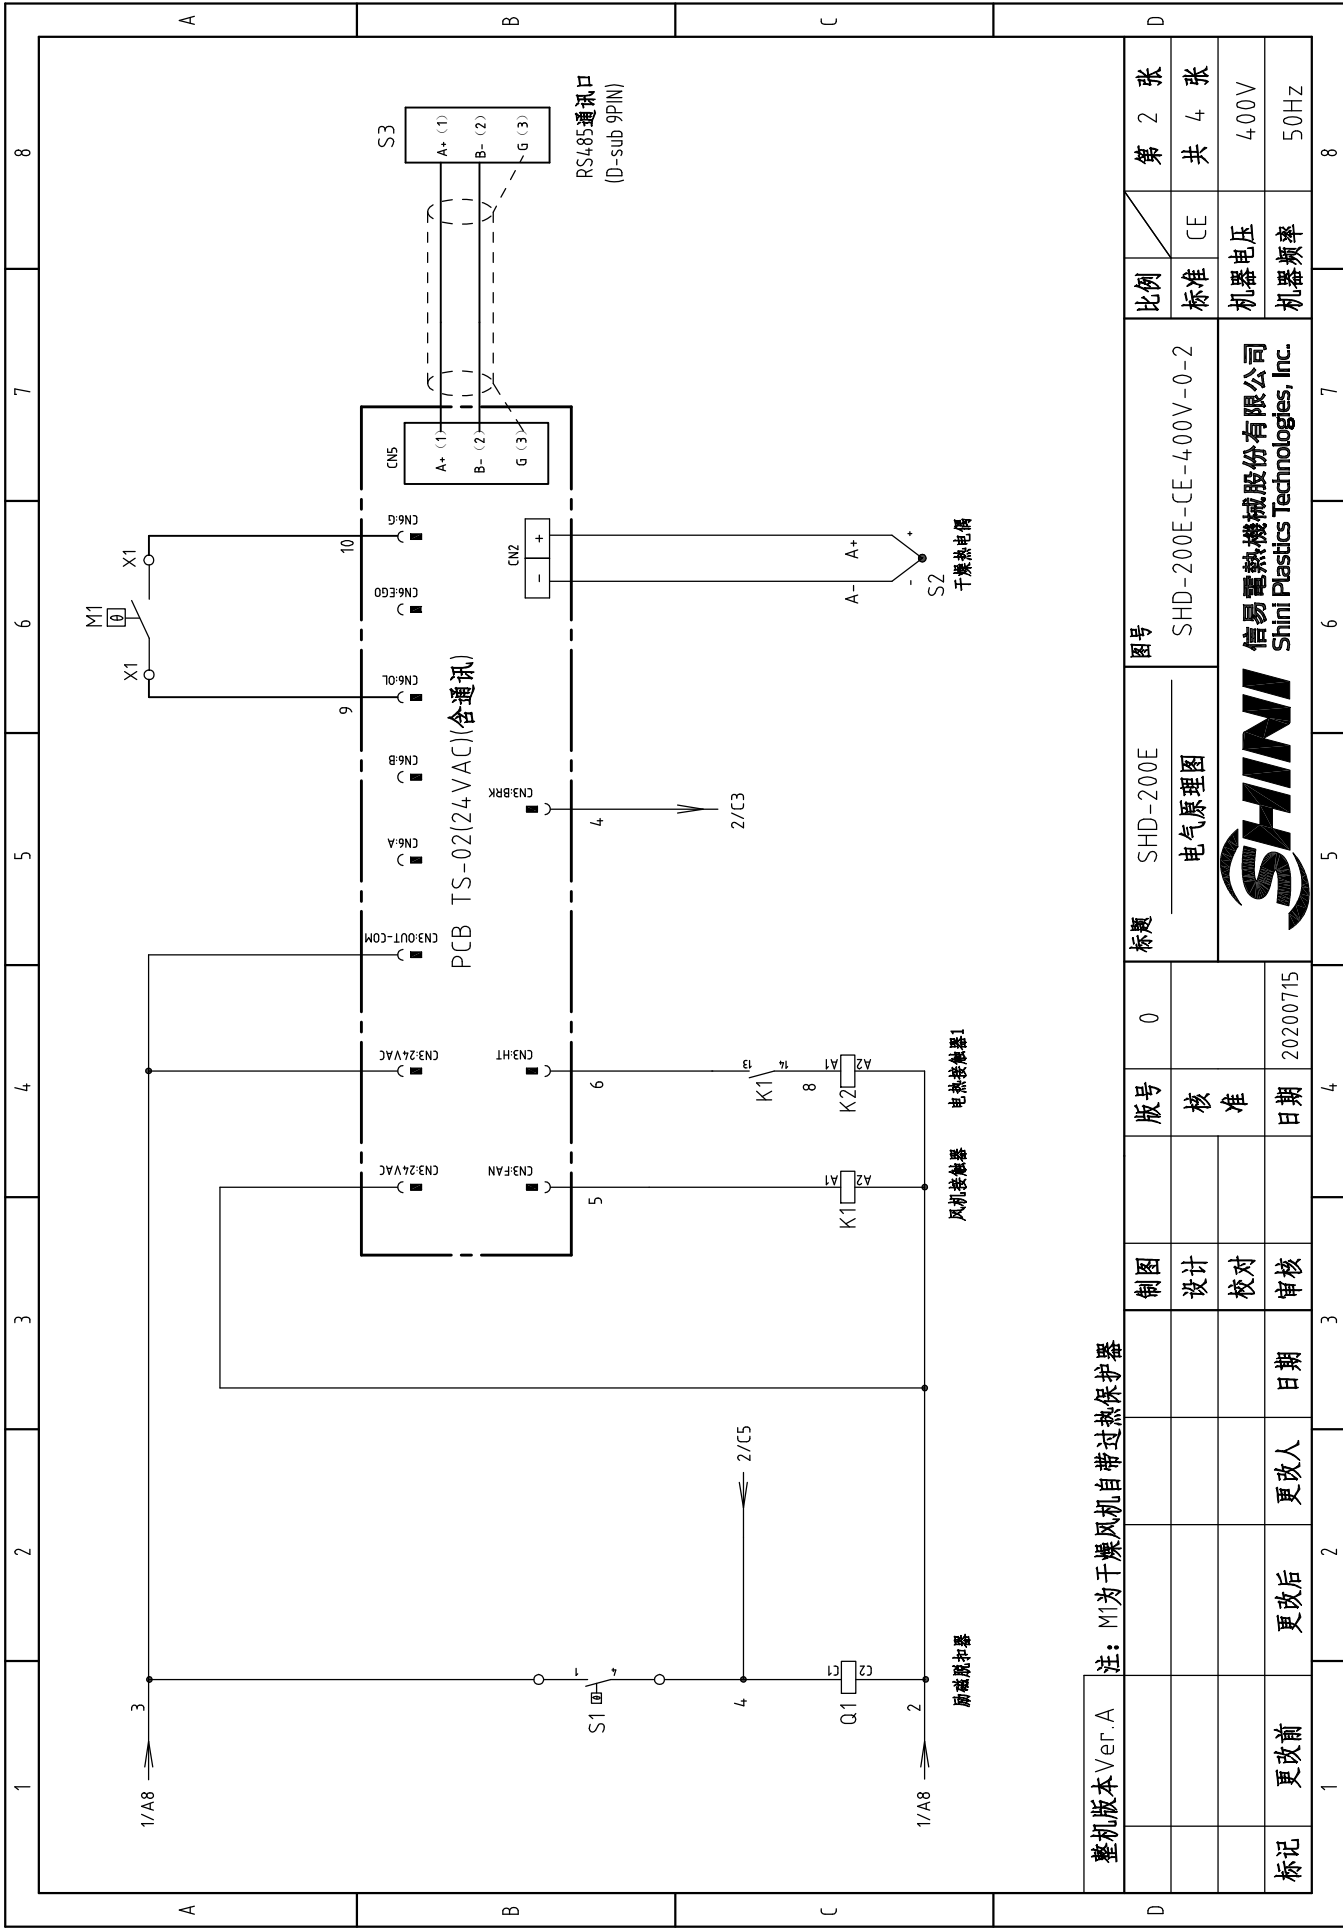 1 2 3 4 5 6 7 8
A
B
C
D
1/A8
3
M1
θ
X1
X1
9
10
S3
A+ (1)
B- (2)
G (3)
RS485通讯口
(D-sub 9PIN)
CN3:24VAC
CN3:24VAC
CN3:OUT-COM
CN6:A
CN6:B
CN6:OL
CN6:EGO
CN6:G
CN5
A+ (1)
B- (2)
G (3)
PCB TS-02(24VAC)(含通讯)
CN3:FAN
CN3:HT
CN3:BRK
CN2
- +
5
6
4
2/C3
A-
A+
- +
S2
干燥热电偶
S1
θ
1
4
4
2/C5
Q1
C1
C2
2
1/A8
励磁脱扣器
K1
A1
A2
风机接触器
K1
13
14
8
K2
A1
A2
电热接触器1
整机版本Ver.A
注: M1为干燥风机自带过热保护器
标记 更改前 更改后 更改人 日期
制图
设计
校对
审核
版号 0
核
准
日期 20200715
标题
SHD-200E
电气原理图
图号
SHD-200E-CE-400V-0-2
SHINI
信易電熱機械股份有限公司
Shini Plastics Technologies, Inc.
比例
第 2 张
标准 CE
共 4 张
机器电压 400V
机器频率 50Hz
A
B
C
D
1 2 3 4 5 6 7 8